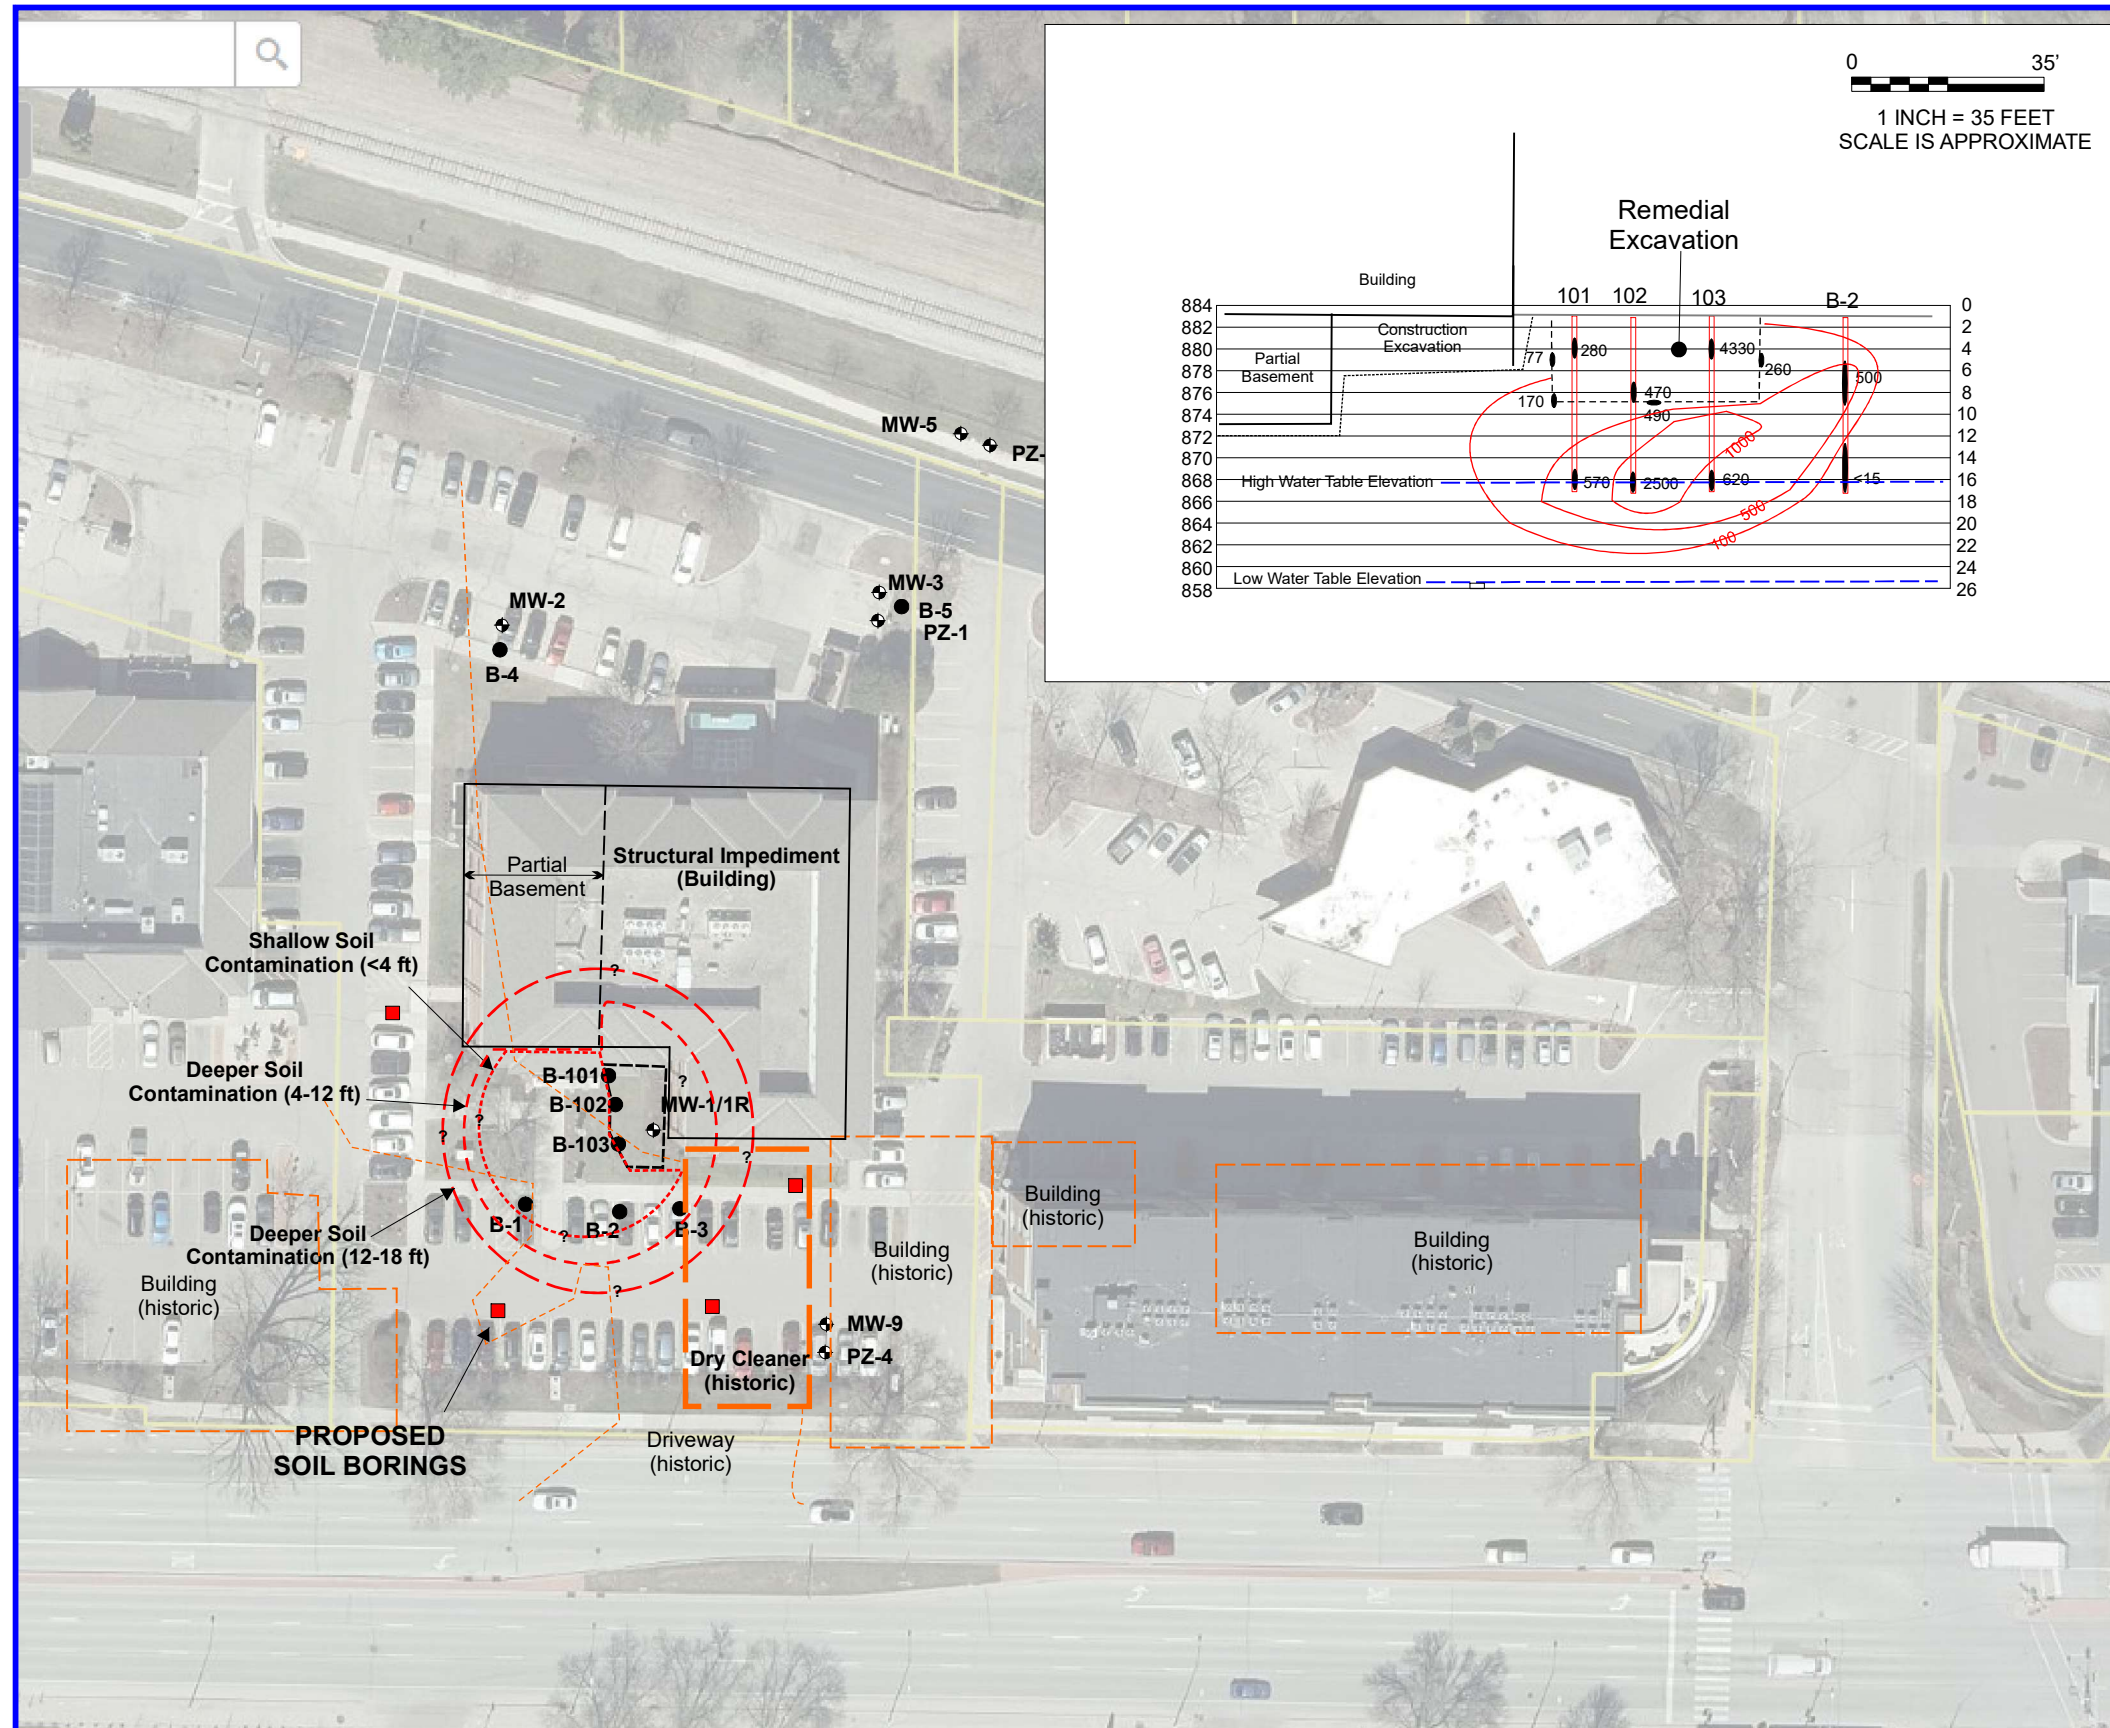 0 35'
1 INCH = 35 FEET
SCALE IS APPROXIMATE
Remedial
Excavation
Building
101 102 103 B-2
884 0
882 2
880 4
878 6
876 8
874 10
872 12
870 14
868 16
866 18
864 20
862 22
860 24
858 26
Construction
Excavation
Partial
Basement
77
280
4330
260
500
170
470
490
1000
570
2500
620
<15
500
100
High Water Table Elevation
Low Water Table Elevation
MW-5
PZ-
MW-3
B-5
PZ-1
MW-2
B-4
Partial
Basement
Structural Impediment
(Building)
Shallow Soil
Contamination (<4 ft)
Deeper Soil
Contamination (4-12 ft)
Deeper Soil
Contamination (12-18 ft)
?
?
?
?
?
?
?
B-101
B-102
MW-1/1R
B-103
B-1
B-2
B-3
Building
(historic)
Building
(historic)
Building
(historic)
Building
(historic)
MW-9
PZ-4
Dry Cleaner
(historic)
PROPOSED
SOIL BORINGS
Driveway
(historic)